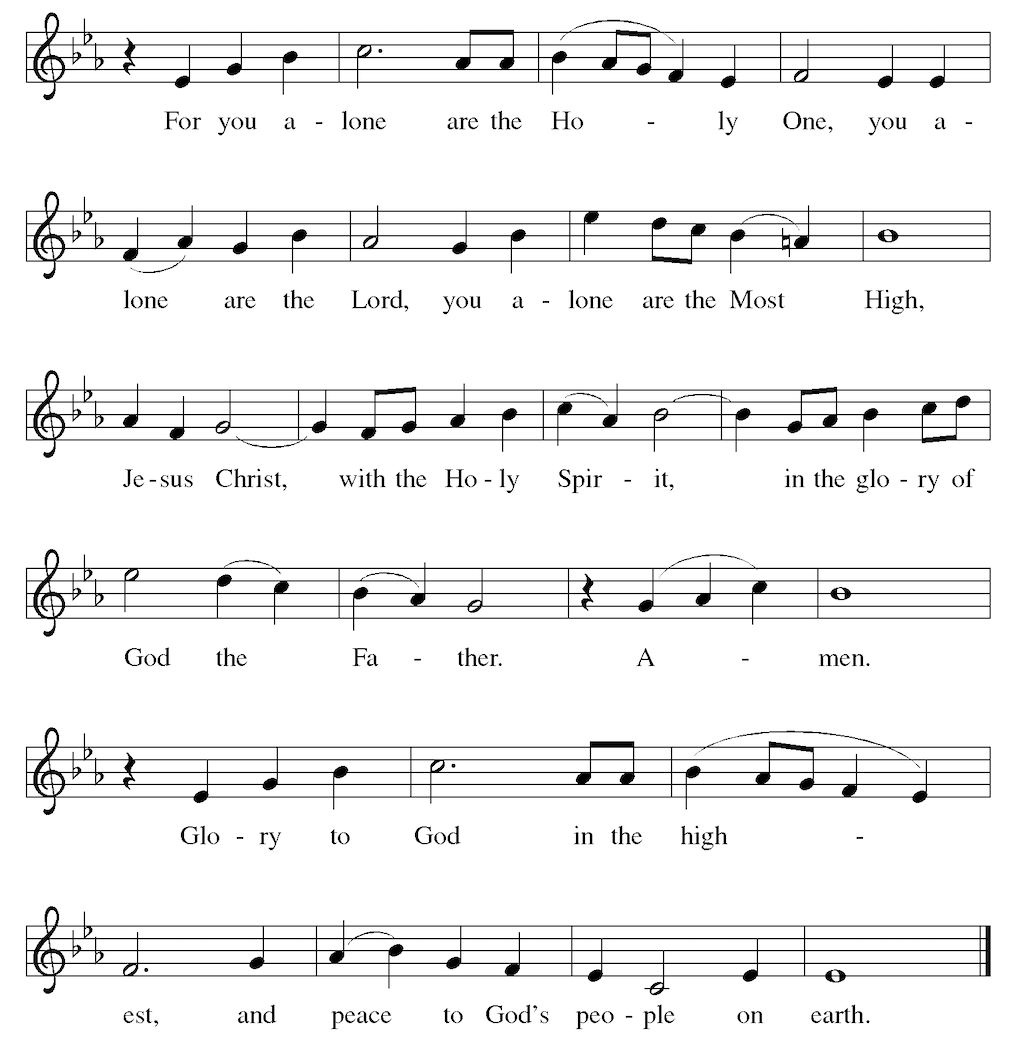 For you a - lone are the Ho - ly One, you a -
lone are the Lord, you a - lone are the Most High,
Je - sus Christ, with the Ho - ly Spir - it, in the glo - ry of
God the Fa - ther. A - men.
Glo - ry to God in the high -
est, and peace to God's peo - ple on earth.